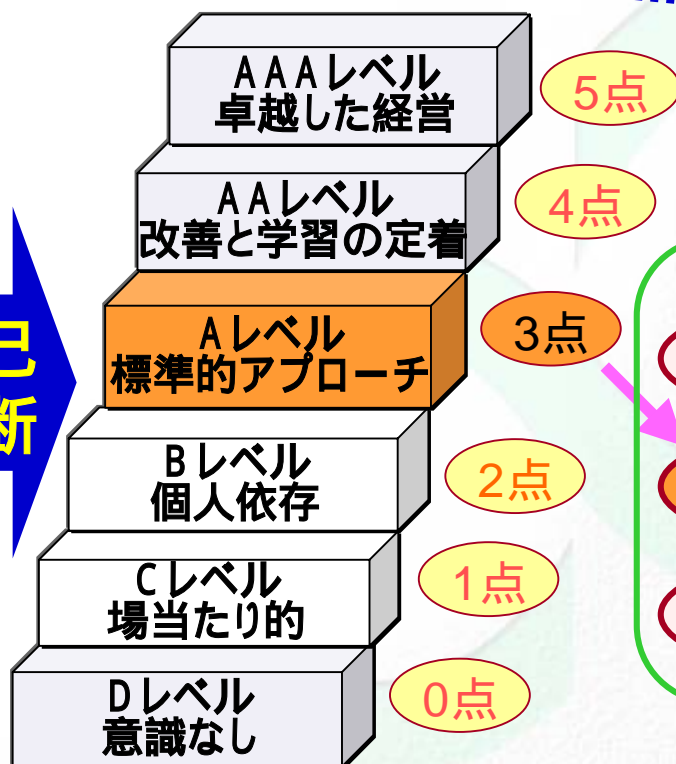 AAAレベル
卓越した経営
5点
AAレベル
改善と学習の定着
4点
Aレベル
標準的アプローチ
3点
己
断
Bレベル
個人依存
2点
Cレベル
場当たり的
1点
Dレベル
意識なし
0点